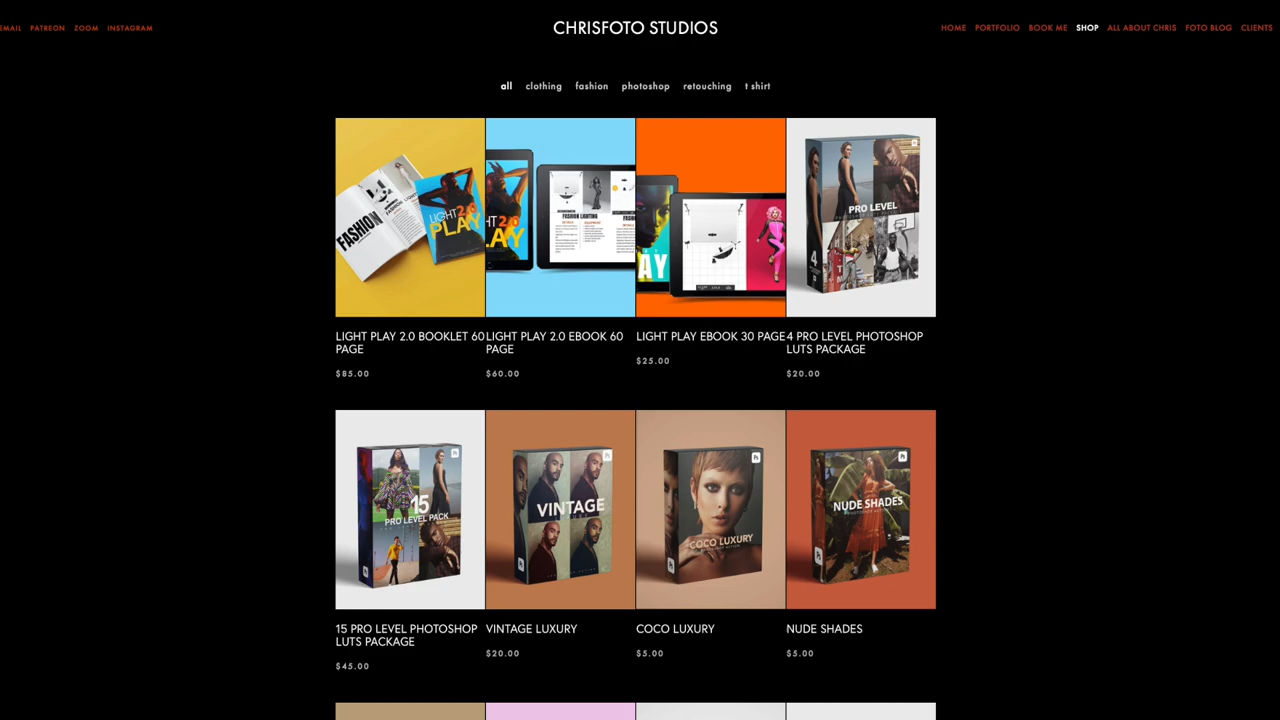 EMAIL PATREON ZOOM INSTAGRAM
CHRISFOTO STUDIOS
HOME PORTFOLIO BOOK ME SHOP ALL ABOUT CHRIS FOTO BLOG CLIENTS
all clothing fashion photoshop retouching t shirt
FASHION
LIGHT 2.0
PLAY
FASHION LIGHTING
AY
PRO LEVEL
4
LIGHT PLAY 2.0 BOOKLET 60 PAGE
$85.00
LIGHT PLAY 2.0 EBOOK 60 PAGE
$60.00
LIGHT PLAY EBOOK 30 PAGE
$25.00
4 PRO LEVEL PHOTOSHOP LUTS PACKAGE
$20.00
15
PRO LEVEL PACK
VINTAGE
COCO LUXURY
NUDE SHADES
15 PRO LEVEL PHOTOSHOP LUTS PACKAGE
$45.00
VINTAGE LUXURY
$20.00
COCO LUXURY
$5.00
NUDE SHADES
$5.00